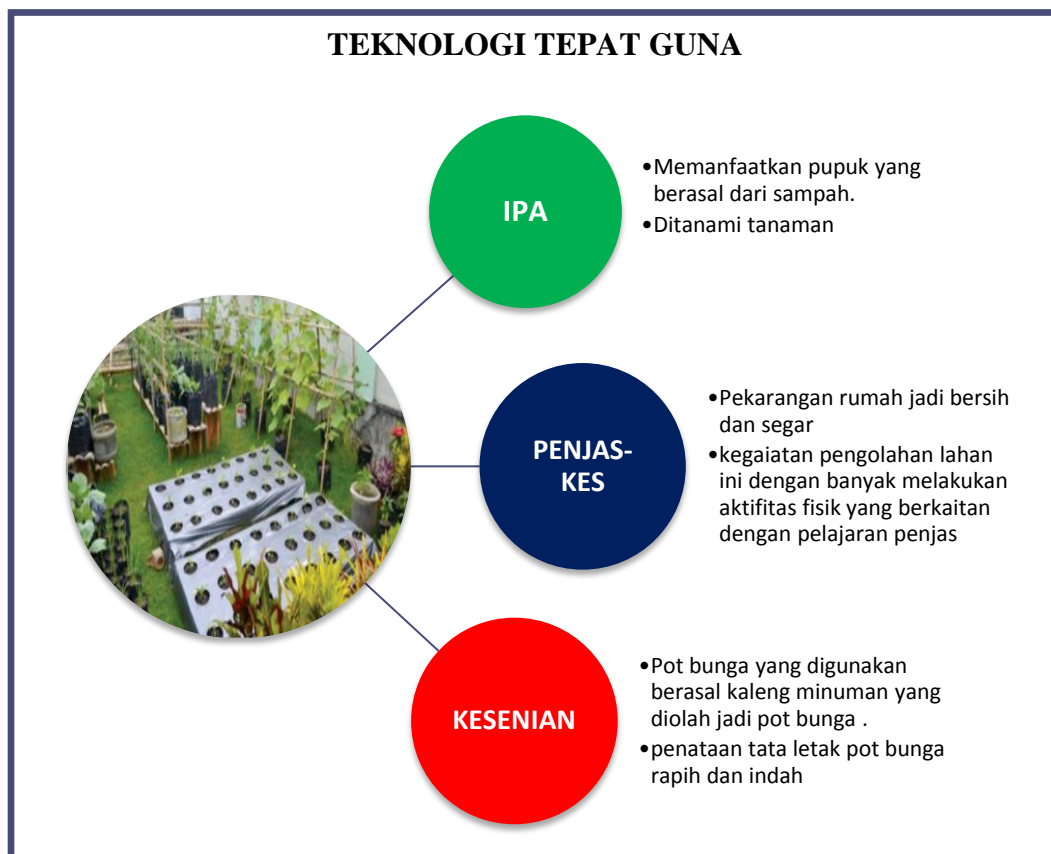 TEKNOLOGI TEPAT GUNA
IPA
•Memanfaatkan pupuk yang
berasal dari sampah.
•Ditanami tanaman
PENJAS-
KES
•Pekarangan rumah jadi bersih
dan segar
•kegaiatan pengolahan lahan
ini dengan banyak melakukan
aktifitas fisik yang berkaitan
dengan pelajaran penjas
KESENIAN
•Pot bunga yang digunakan
berasal kaleng minuman yang
diolah jadi pot bunga .
•penataan tata letak pot bunga
rapih dan indah